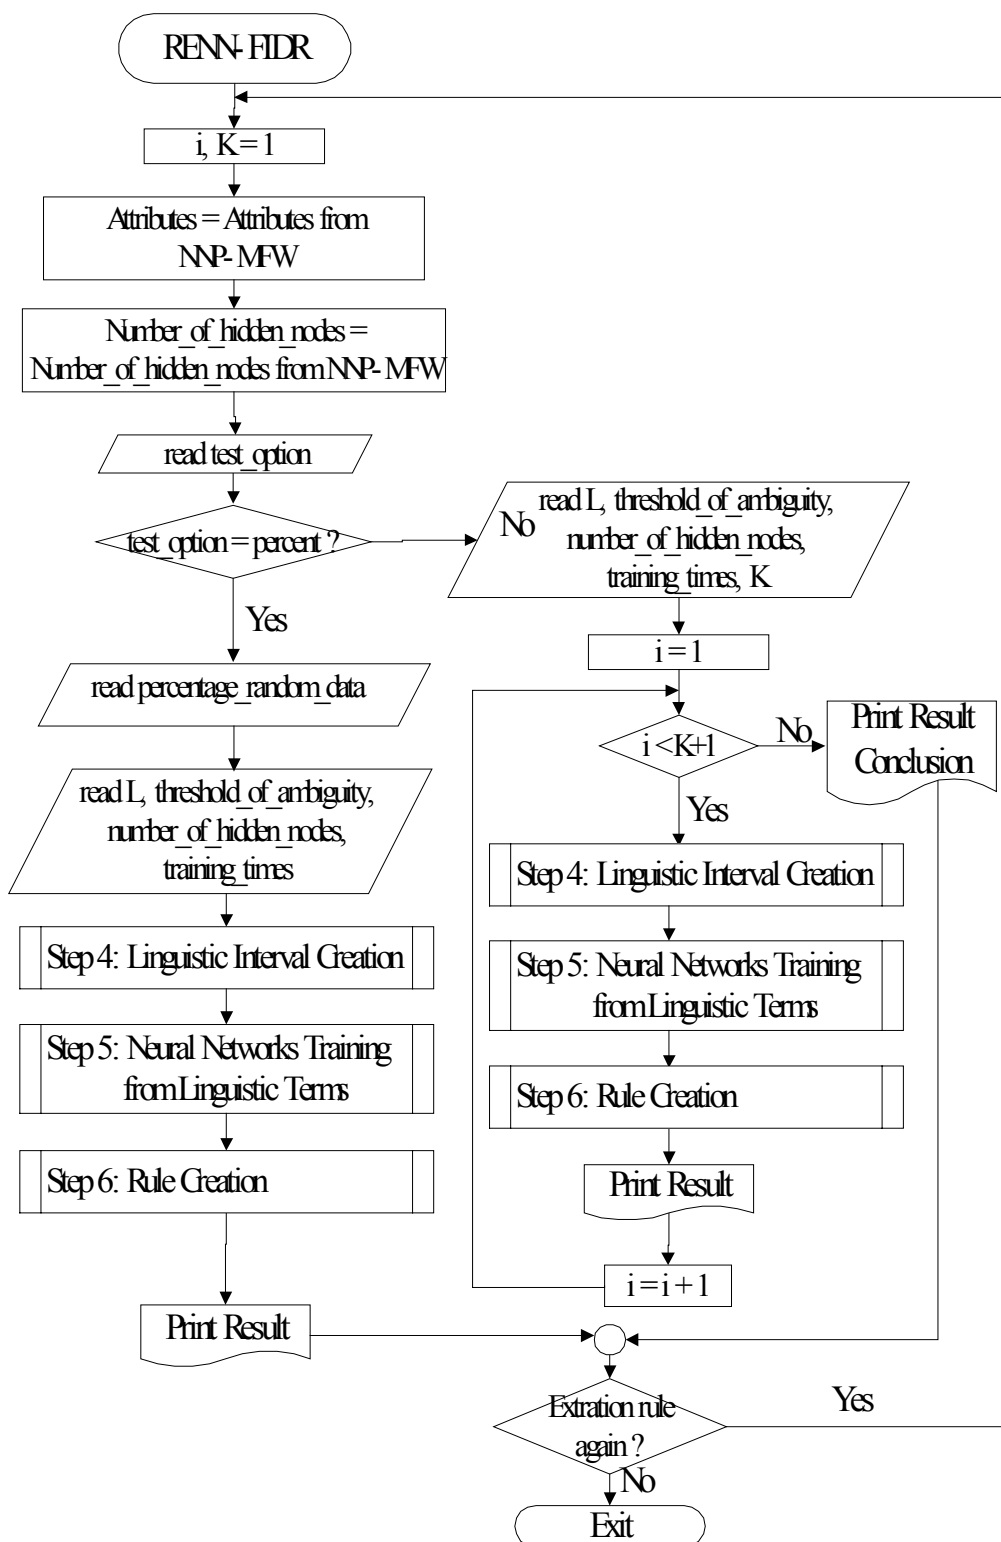 RENN- FIDR
i, K = 1
Attributes = Attributes from
NNP- MFW
Number_of_hidden_nodes =
Number_of_hidden_nodes from NNP- MFW
read test_option
test_option = percent ?
No
Yes
read percentage_random_data
read L, threshold_of_ambiguity,
number_of_hidden_nodes,
training_times
Step 4: Linguistic Interval Creation
Step 5: Neural Networks Training
from Linguistic Terms
Step 6: Rule Creation
Print Result
read L, threshold_of_ambiguity,
number_of_hidden_nodes,
training_times, K
i = 1
i <K+1
No
Print Result
Conclusion
Yes
Step 4: Linguistic Interval Creation
Step 5: Neural Networks Training
from Linguistic Terms
Step 6: Rule Creation
Print Result
i = i + 1
Extration rule
again ?
Yes
No
Exit